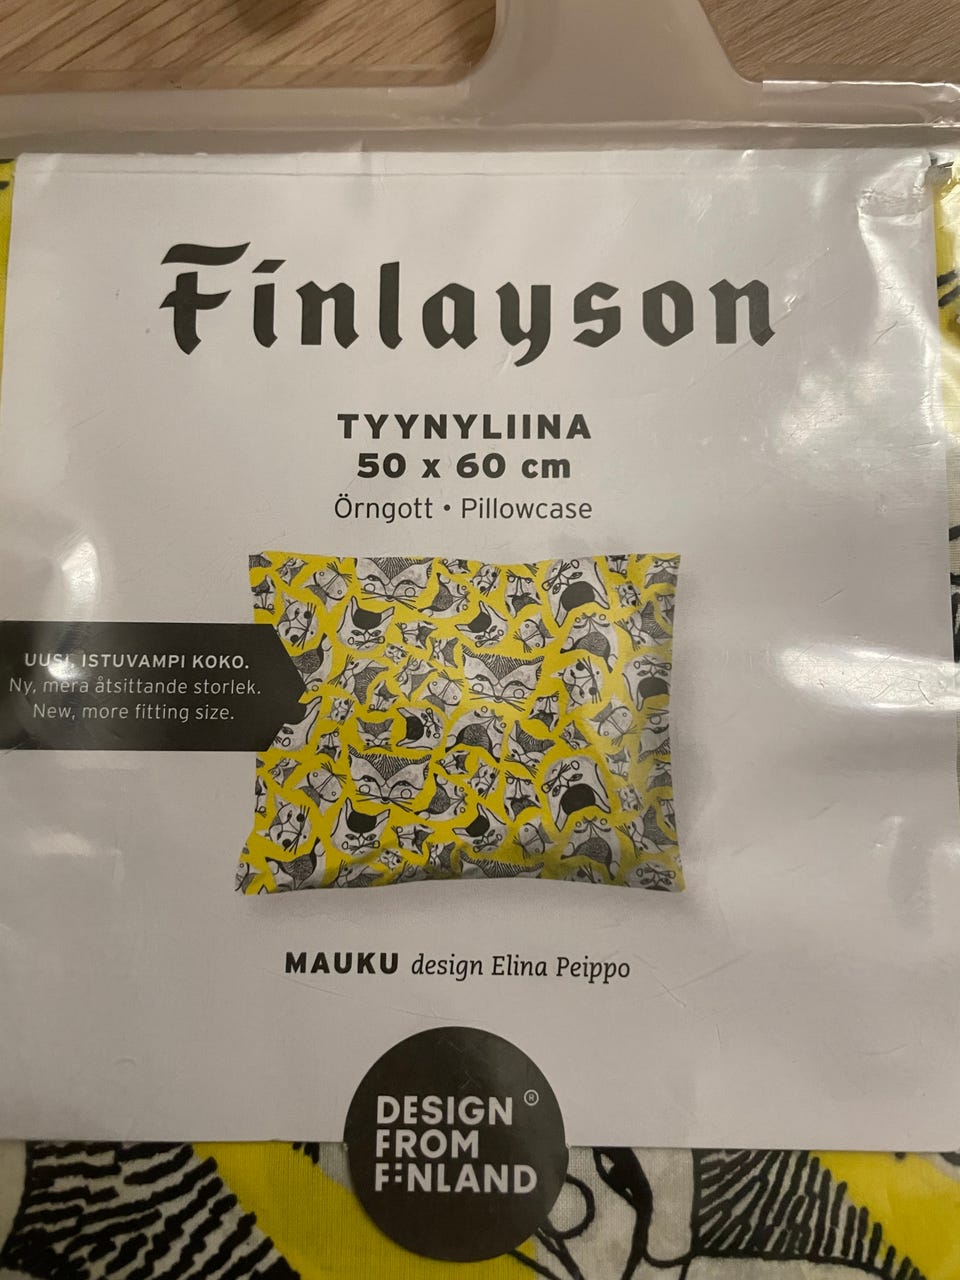 Finlayson
TYYNYLIINA
50 x 60 cm
Örngott • Pillowcase
UUSI, ISTUVAMPI KOKO.
Ny, mera åtsittande storlek.
New, more fitting size.
MAUKU design Elina Peippo
DESIGN ®
FROM
FINLAND